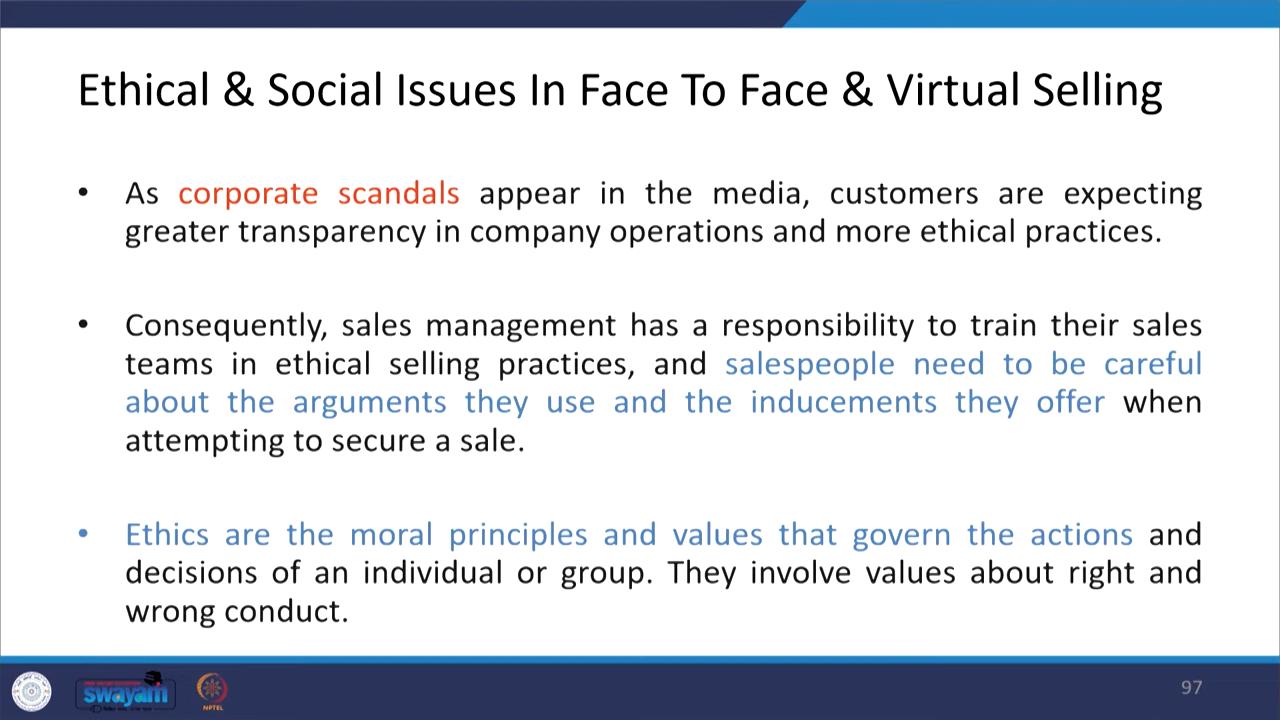 Ethical & Social Issues In Face To Face & Virtual Selling
• As corporate scandals appear in the media, customers are expecting
greater transparency in company operations and more ethical practices.
• Consequently, sales management has a responsibility to train their sales
teams in ethical selling practices, and salespeople need to be careful
about the arguments they use and the inducements they offer when
attempting to secure a sale.
• Ethics are the moral principles and values that govern the actions and
decisions of an individual or group. They involve values about right and
wrong conduct.
swayam
NPTEL
97